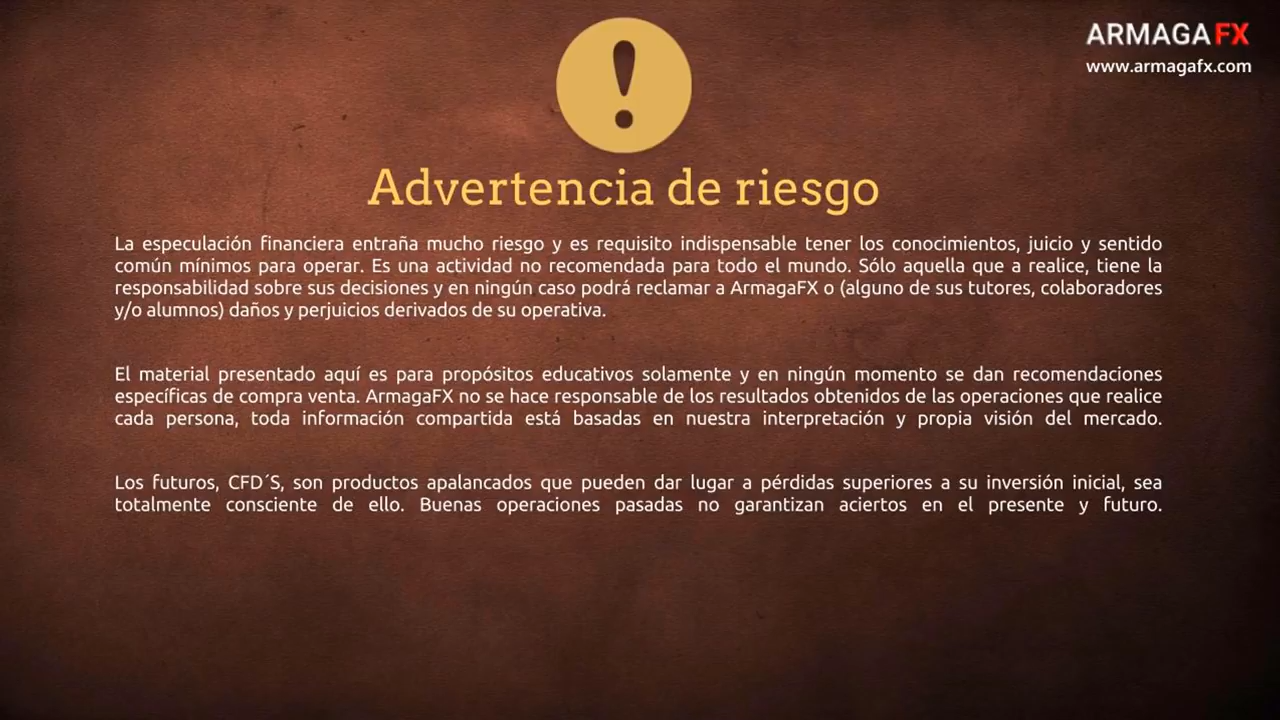 ARMAGAFX
www.armagafx.com
Advertencia de riesgo
La especulación financiera entraña mucho riesgo y es requisito indispensable tener los conocimientos, juicio y sentido
común mínimos para operar. Es una actividad no recomendada para todo el mundo. Sólo aquella que a realice, tiene la
responsabilidad sobre sus decisiones y en ningún caso podrá reclamar a ArmagaFX o (alguno de sus tutores, colaboradores
y/o alumnos) daños y perjuicios derivados de su operativa.
El material presentado aquí es para propósitos educativos solamente y en ningún momento se dan recomendaciones
específicas de compra venta. ArmagaFX no se hace responsable de los resultados obtenidos de las operaciones que realice
cada persona, toda información compartida está basadas en nuestra interpretación y propia visión del mercado.
Los futuros, CFD´S, son productos apalancados que pueden dar lugar a pérdidas superiores a su inversión inicial, sea
totalmente consciente de ello. Buenas operaciones pasadas no garantizan aciertos en el presente y futuro.